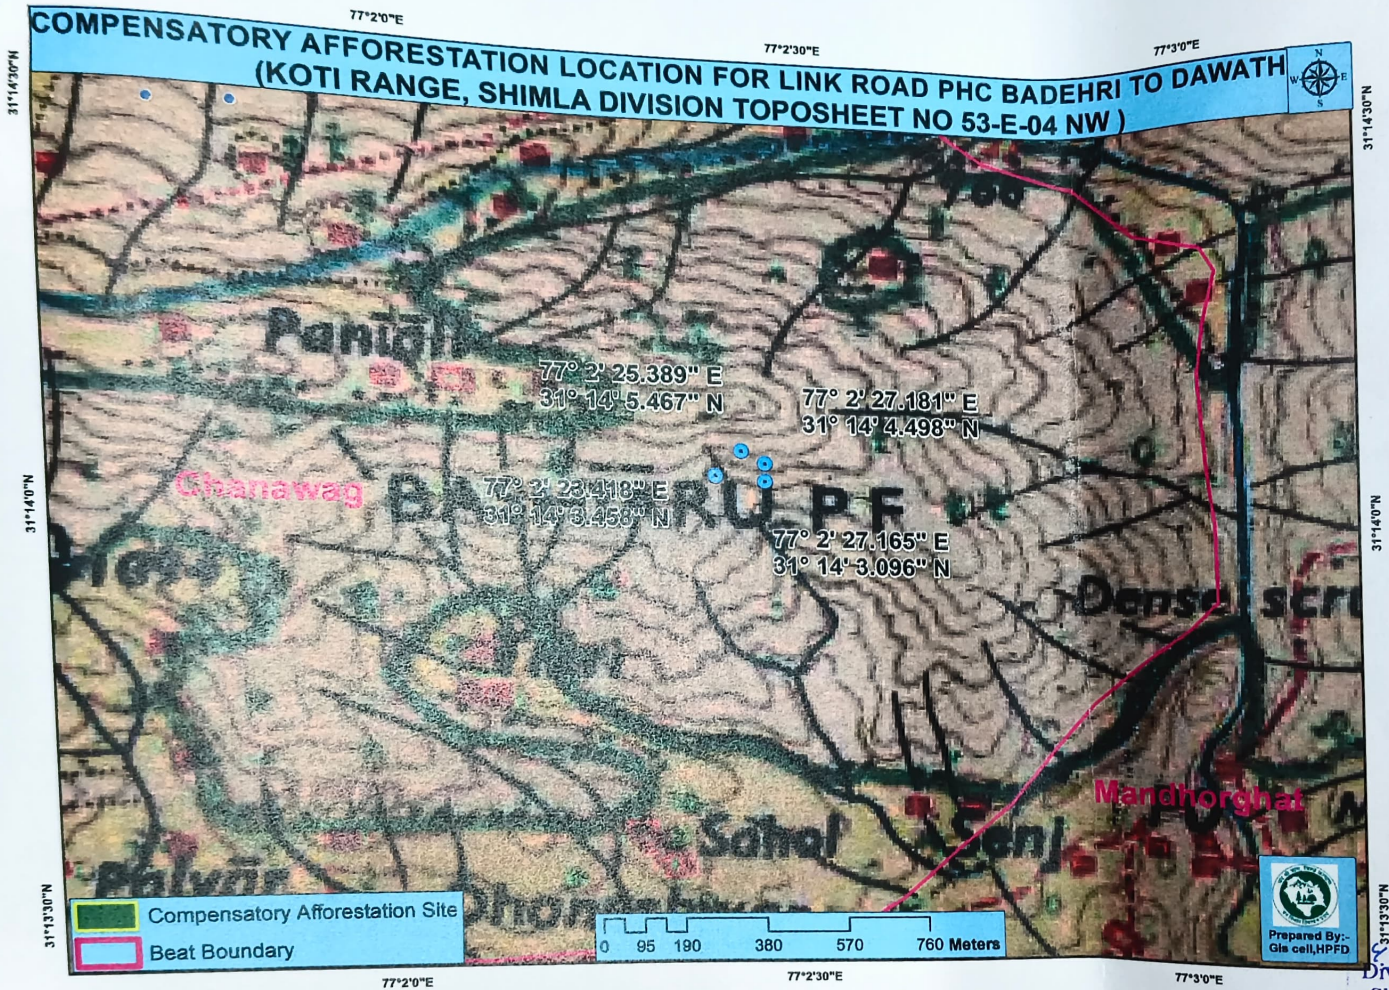 77°2'0"E
77°2'30"E
77°3'0"E
COMPENSATORY AFFORESTATION LOCATION FOR LINK ROAD PHC BADEHRI TO DAWATH
(KOTI RANGE, SHIMLA DIVISION TOPOSHEET NO 53-E-04 NW )
N
W E
S
31°14'30"N
31°14'30"N
77° 2' 25.389" E
31° 14' 5.467" N
77° 2' 27.181" E
31° 14' 4.498" N
Chanawag
77° 2' 23.418" E
31° 14' 3.458" N
RU P F
31°14'0"N
31°14'0"N
77° 2' 27.165" E
31° 14' 3.096" N
Dense scru
Mandhorghat
Sahol
Senj
31°13'30"N
31°13'30"N
Compensatory Afforestation Site
Beat Boundary
0 95 190 380 570 760 Meters
Prepared By:-
Gis cell,HPFD
77°2'0"E
77°2'30"E
77°3'0"E